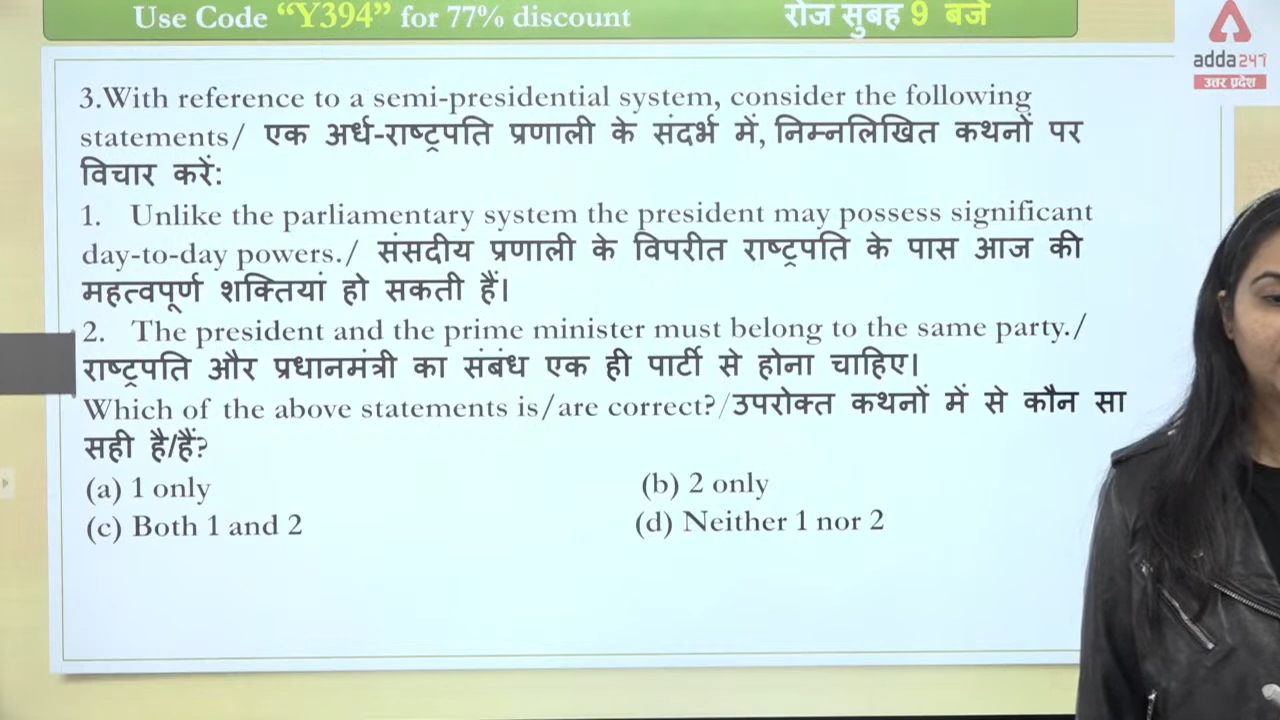 Use Code “Y394” for 77% discount
रोज सुबह 9 बजे
adda247
उत्तर प्रदेश
3.With reference to a semi-presidential system, consider the following
statements/ एक अर्ध-राष्ट्रपति प्रणाली के संदर्भ में, निम्नलिखित कथनों पर
विचार करें:
1. Unlike the parliamentary system the president may possess significant
day-to-day powers./ संसदीय प्रणाली के विपरीत राष्ट्रपति के पास आज की
महत्वपूर्ण शक्तियां हो सकती हैं।
2. The president and the prime minister must belong to the same party./
राष्ट्रपति और प्रधानमंत्री का संबंध एक ही पार्टी से होना चाहिए।
Which of the above statements is/are correct?/उपरोक्त कथनों में से कौन सा
सही है/हैं?
(a) 1 only
(b) 2 only
(c) Both 1 and 2
(d) Neither 1 nor 2